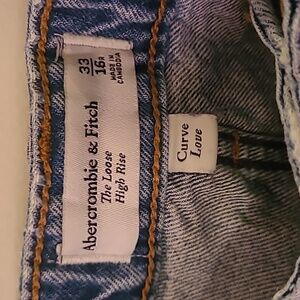 Abercrombie & Fitch
The Loose
High Rise
33
16R
MADE IN
CAMBODIA
Curve
Love